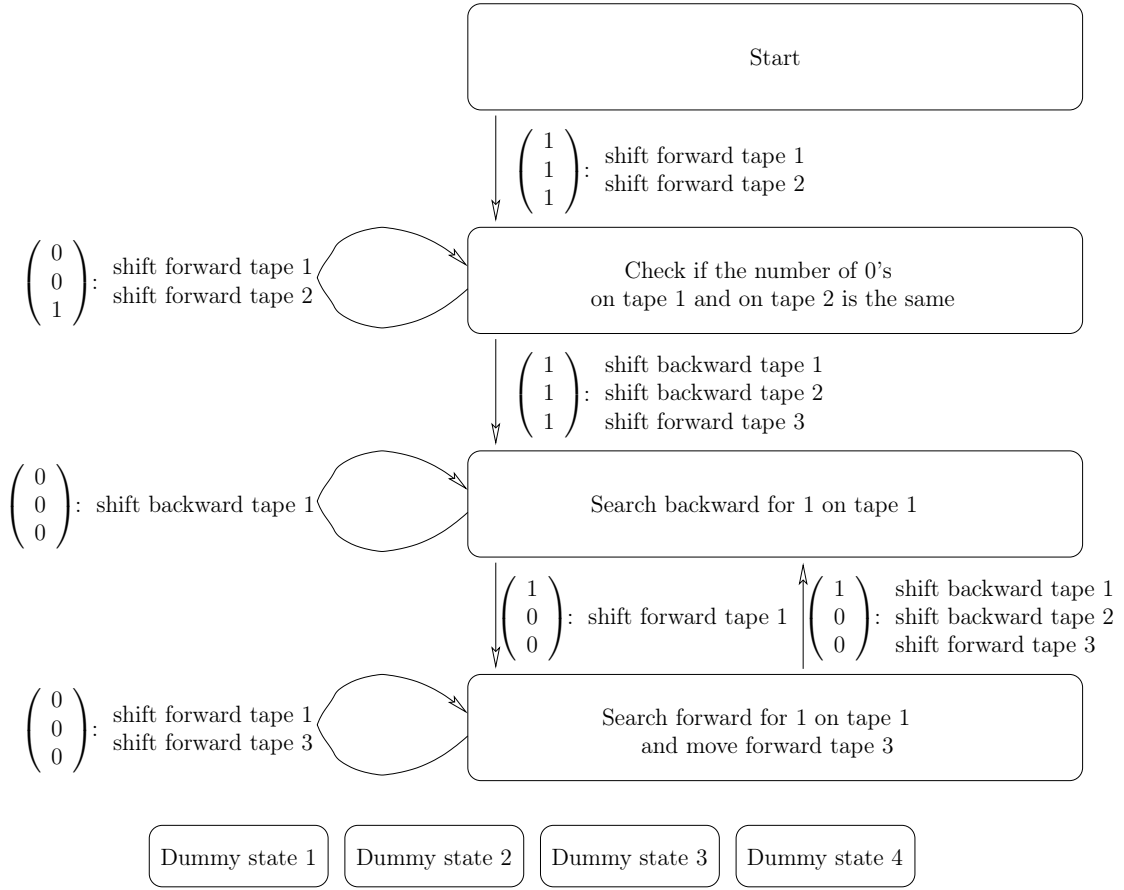 Start
1
1
1
:
shift forward tape 1
shift forward tape 2
0
0
1
:
shift forward tape 1
shift forward tape 2
Check if the number of 0's
on tape 1 and on tape 2 is the same
1
1
1
:
shift backward tape 1
shift backward tape 2
shift forward tape 3
0
0
0
:
shift backward tape 1
Search backward for 1 on tape 1
1
0
0
:
shift forward tape 1
1
0
0
:
shift backward tape 1
shift backward tape 2
shift forward tape 3
0
0
0
:
shift forward tape 1
shift forward tape 3
Search forward for 1 on tape 1
and move forward tape 3
Dummy state 1
Dummy state 2
Dummy state 3
Dummy state 4